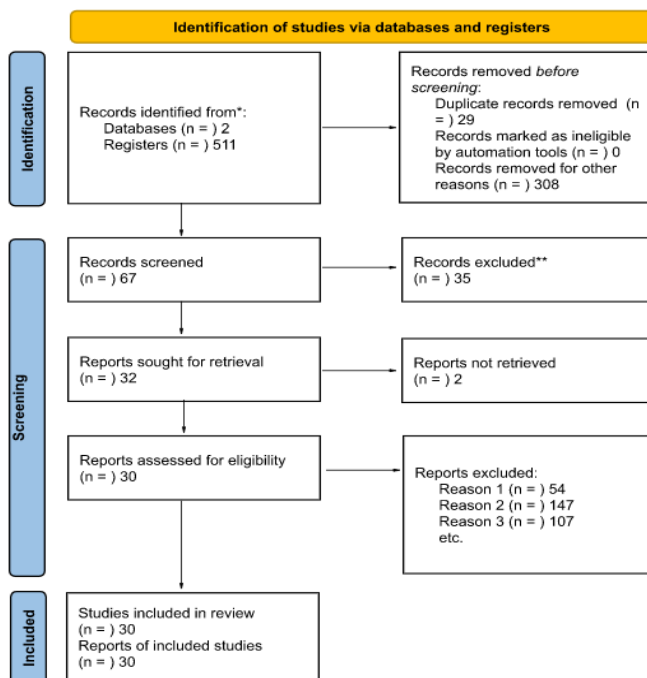 Identification of studies via databases and registers
Identification
Records identified from*:
Databases (n = ) 2
Registers (n = ) 511
Records removed before
screening:
Duplicate records removed (n
= ) 29
Records marked as ineligible
by automation tools (n = ) 0
Records removed for other
reasons (n = ) 308
Screening
Records screened
(n = ) 67
Records excluded**
(n = ) 35
Reports sought for retrieval
(n = ) 32
Reports not retrieved
(n = ) 2
Reports assessed for eligibility
(n = ) 30
Reports excluded:
Reason 1 (n = ) 54
Reason 2 (n = ) 147
Reason 3 (n = ) 107
etc.
Included
Studies included in review
(n = ) 30
Reports of included studies
(n = ) 30